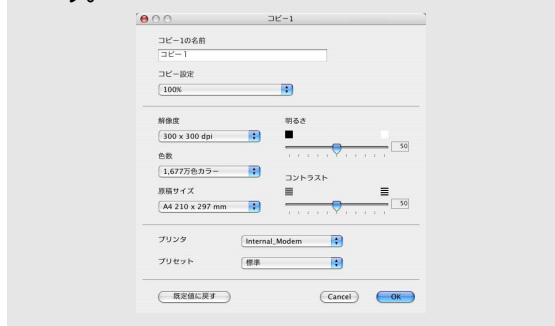 コピー1
コピー1の名前
コピー1
コピー設定
100%
解像度
300 x 300 dpi
色数
1,677万色カラー
原稿サイズ
A4 210 x 297 mm
明るさ
50
コントラスト
50
プリンタ
Internal_Modem
プリセット
標準
既定値に戻す
Cancel
OK